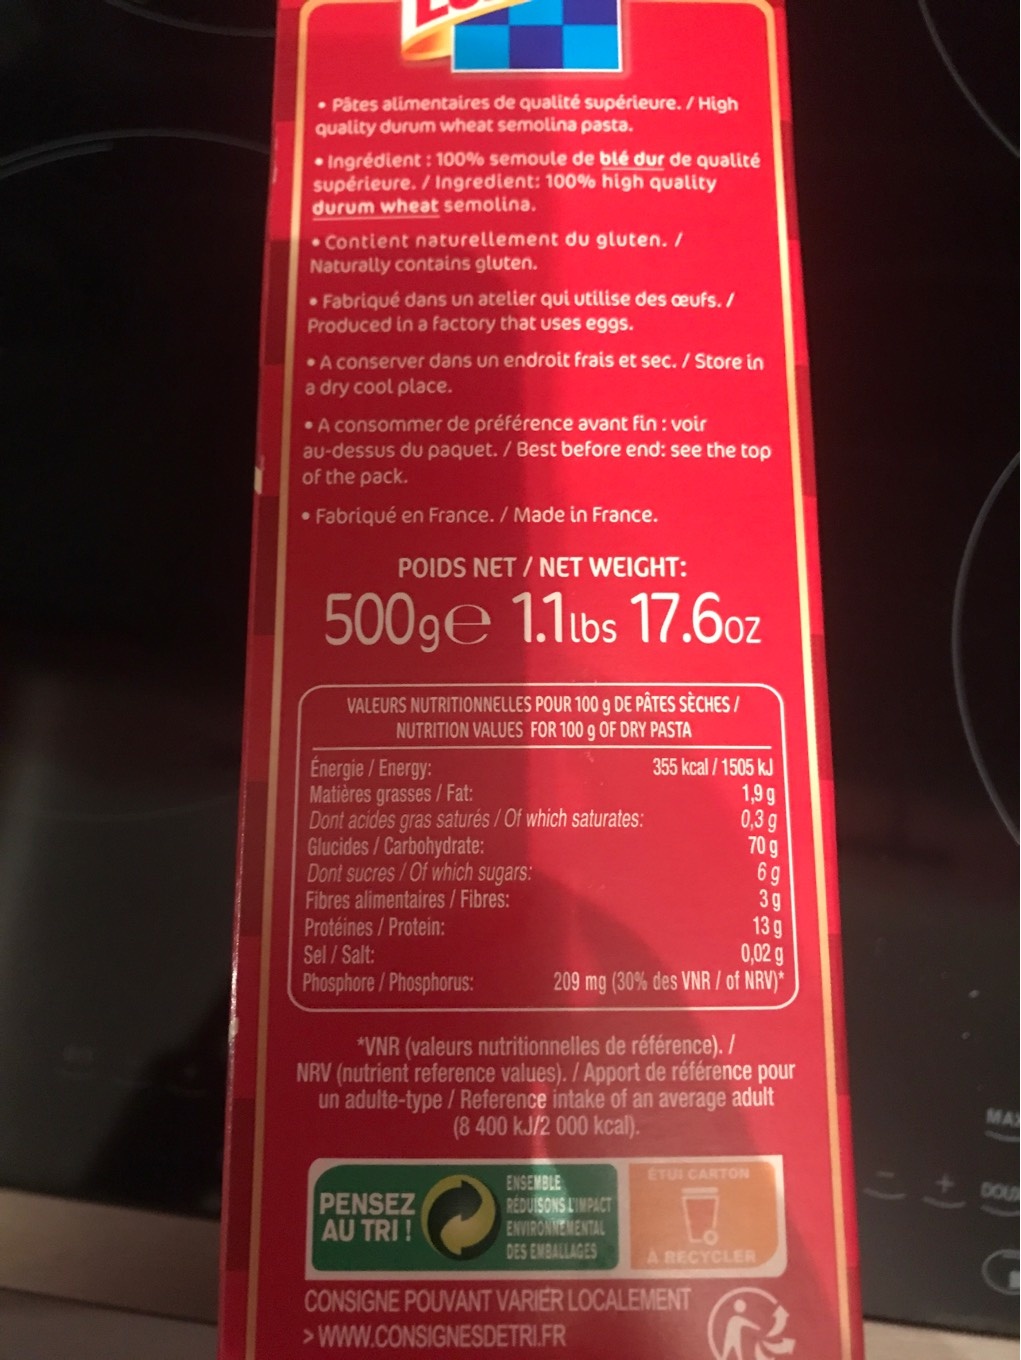 • Pâtes alimentaires de qualité supérieure. / High
quality durum wheat semolina pasta.
• Ingrédient : 100% semoule de blé dur de qualité
supérieure. / Ingredient: 100% high quality
durum wheat semolina.
• Contient naturellement du gluten. /
Naturally contains gluten.
• Fabriqué dans un atelier qui utilise des œufs. /
Produced in a factory that uses eggs.
• A conserver dans un endroit frais et sec. / Store in
a dry cool place.
• A consommer de préférence avant fin : voir
au-dessus du paquet. / Best before end: see the top
of the pack.
• Fabriqué en France. / Made in France.
POIDS NET / NET WEIGHT:
500g℮ 1.1lbs 17.6oz
VALEURS NUTRITIONNELLES POUR 100 g DE PÂTES SÈCHES /
NUTRITION VALUES FOR 100 g OF DRY PASTA
Énergie / Energy: 355 kcal / 1505 kJ
Matières grasses / Fat: 1,9 g
Dont acides gras saturés / Of which saturates: 0,3 g
Glucides / Carbohydrate: 70 g
Dont sucres / Of which sugars: 6 g
Fibres alimentaires / Fibres: 3 g
Protéines / Protein: 13 g
Sel / Salt: 0,02 g
Phosphore / Phosphorus: 209 mg (30% des VNR / of NRV)*
*VNR (valeurs nutritionnelles de référence). /
NRV (nutrient reference values). / Apport de référence pour
un adulte-type / Reference intake of an average adult
(8 400 kJ/2 000 kcal).
PENSEZ
AU TRI !
ENSEMBLE
RÉDUISONS L'IMPACT
ENVIRONNEMENTAL
DES EMBALLAGES
ÉTUI CARTON
À RECYCLER
CONSIGNE POUVANT VARIER LOCALEMENT
> WWW.CONSIGNESDETRI.FR
- +